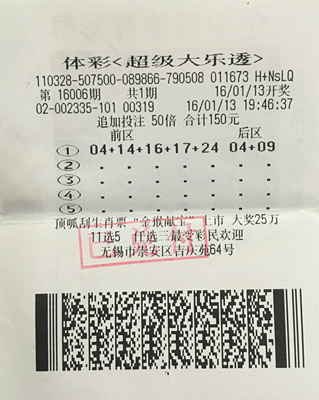 体彩<超级大乐透>
110328-507500-089866-790508 011673 H+NsLQ
第 16006期 共1期 16/01/13开奖
02-002335-101 00319 16/01/13 19:46:37
追加投注 50倍 合计150元
前区 后区
① 04+14+16+17+24 04+09
②
③
④
⑤
顶呱刮生肖票 "金猴献宝"上市 大奖25万
11选5 任选三最受彩民欢迎
无锡市崇安区吉庆苑64号